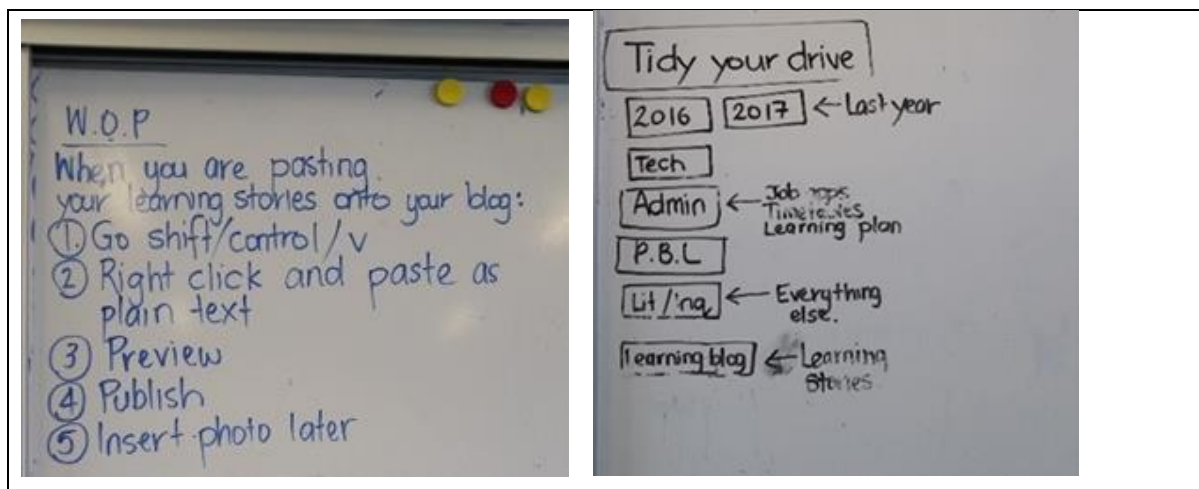 W.O.P
When you are pasting
your learning stories onto your blog:
1. Go shift/control/v
2 Right click and paste as
plain text
3 Preview
4 Publish
5 Insert photo later
Tidy your drive
2016 2017 ← Last year
Tech
Admin ← Job
Learning plan
P.B.L
Lit/inq ← Everything
else.
learning blog ← Learning
Stories